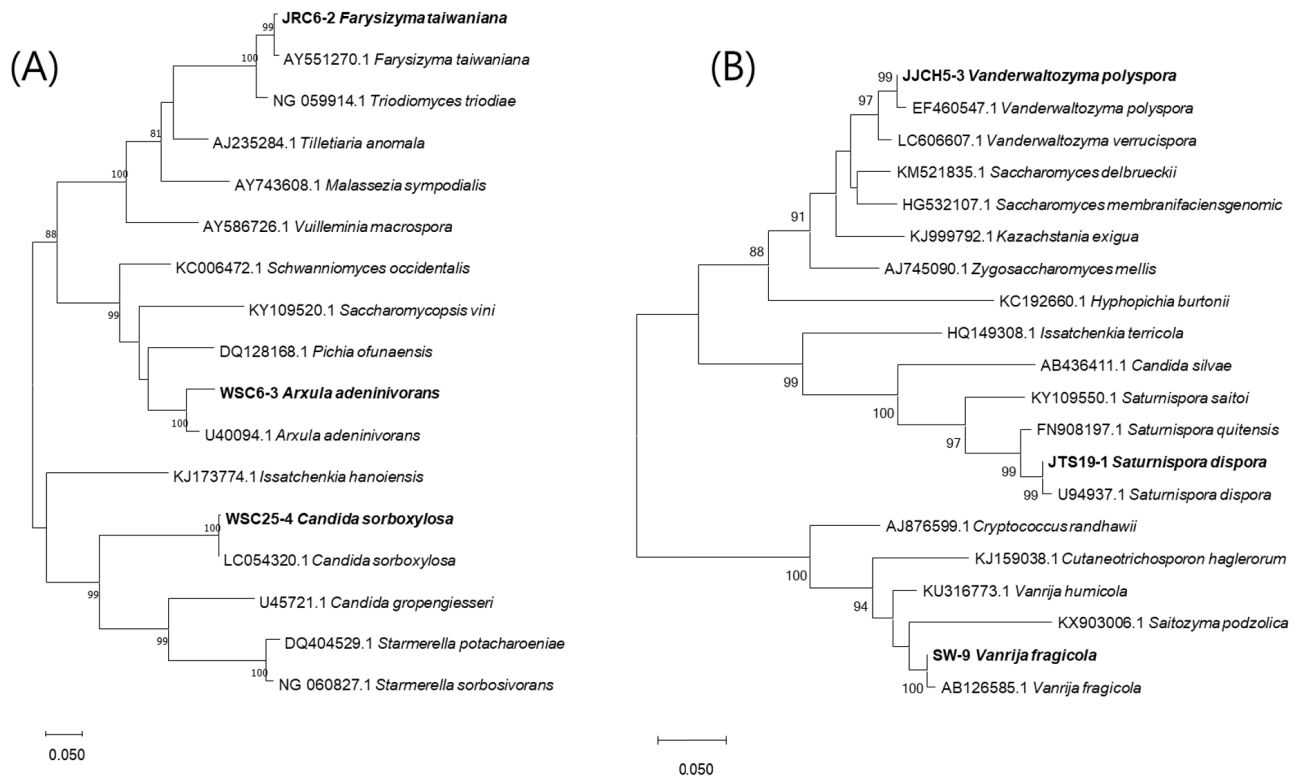 (A)
99
JRC6-2 Farysizyma taiwaniana
100
AY551270.1 Farysizyma taiwaniana
NG 059914.1 Triodiomyces triodiae
81
AJ235284.1 Tilletiaria anomala
100
AY743608.1 Malassezia sympodialis
AY586726.1 Vuilleminia macrospora
88
KC006472.1 Schwanniomyces occidentalis
99
KY109520.1 Saccharomycopsis vini
DQ128168.1 Pichia ofunaensis
WSC6-3 Arxula adeninivorans
100
U40094.1 Arxula adeninivorans
KJ173774.1 Issatchenkia hanoiensis
WSC25-4 Candida sorboxylosa
100
LC054320.1 Candida sorboxylosa
99
U45721.1 Candida gropengiesseri
99
DQ404529.1 Starmerella potacharoeniae
100
NG 060827.1 Starmerella sorbosivorans
0.050
(B)
99
JJCH5-3 Vanderwaltozyma polyspora
97
EF460547.1 Vanderwaltozyma polyspora
LC606607.1 Vanderwaltozyma verrucispora
KM521835.1 Saccharomyces delbrueckii
HG532107.1 Saccharomyces membranifaciensgenomic
91
KJ999792.1 Kazachstania exigua
88
AJ745090.1 Zygosaccharomyces mellis
KC192660.1 Hyphopichia burtonii
HQ149308.1 Issatchenkia terricola
99
AB436411.1 Candida silvae
100
KY109550.1 Saturnispora saitoi
97
FN908197.1 Saturnispora quitensis
99
JTS19-1 Saturnispora dispora
99
U94937.1 Saturnispora dispora
AJ876599.1 Cryptococcus randhawii
100
KJ159038.1 Cutaneotrichosporon haglerorum
94
KU316773.1 Vanrija humicola
KX903006.1 Saitozyma podzolica
SW-9 Vanrija fragicola
100
AB126585.1 Vanrija fragicola
0.050